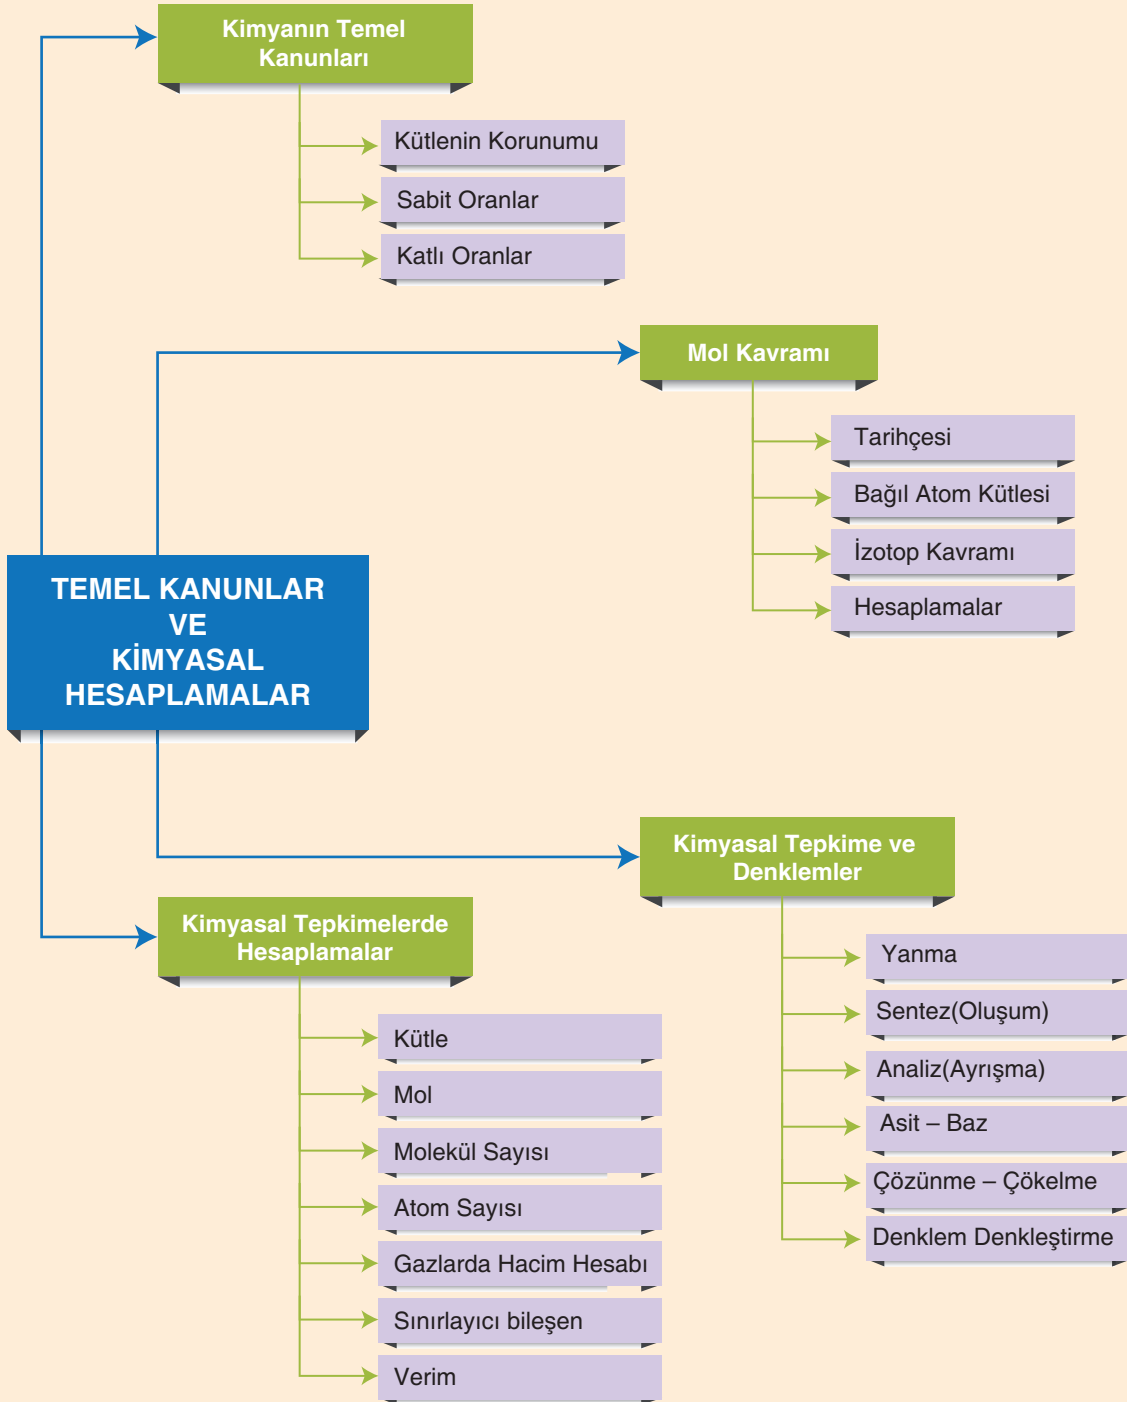 Kimyanın Temel
Kanunları
Kütlenin Korunumu
Sabit Oranlar
Katlı Oranlar
Mol Kavramı
Tarihçesi
Bağıl Atom Kütlesi
İzotop Kavramı
Hesaplamalar
TEMEL KANUNLAR
VE
KİMYASAL
HESAPLAMALAR
Kimyasal Tepkime ve
Denklemler
Yanma
Sentez(Oluşum)
Analiz(Ayrışma)
Asit – Baz
Çözünme – Çökelme
Denklem Denkleştirme
Kimyasal Tepkimelerde
Hesaplamalar
Kütle
Mol
Molekül Sayısı
Atom Sayısı
Gazlarda Hacim Hesabı
Sınırlayıcı bileşen
Verim